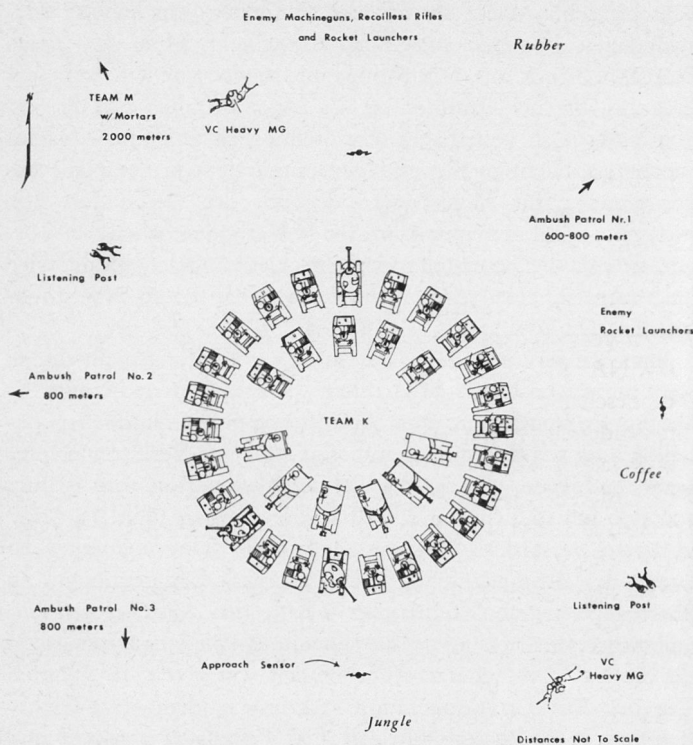 Enemy Machineguns, Recoilless Rifles
and Rocket Launchers
Rubber
TEAM M
w/Mortars
2000 meters
VC Heavy MG
Ambush Patrol Nr.1
600-800 meters
Listening Post
Enemy
Rocket Launchers
Ambush Patrol No.2
800 meters
TEAM K
Coffee
Ambush Patrol No.3
800 meters
Listening Post
Approach Sensor
VC
Heavy MG
Jungle
Distances Not To Scale